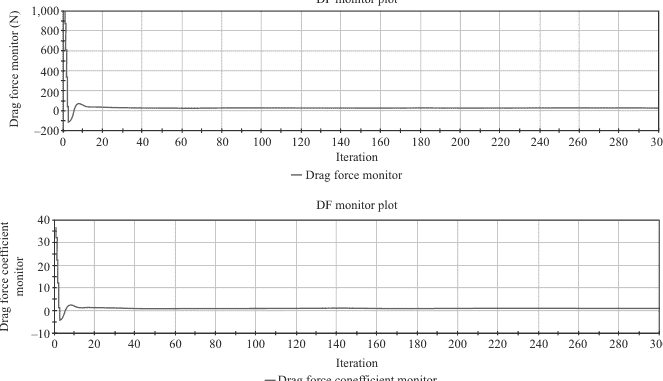 DF monitor plot
Drag force monitor (N)
1,000
800
600
400
200
0
−200
0 20 40 60 80 100 120 140 160 180 200 220 240 260 280 30
Iteration
Drag force monitor
DF monitor plot
Drag force coefficient
monitor
40
30
20
10
0
−10
0 20 40 60 80 100 120 140 160 180 200 220 240 260 280 30
Iteration
Drag force conefficient monitor